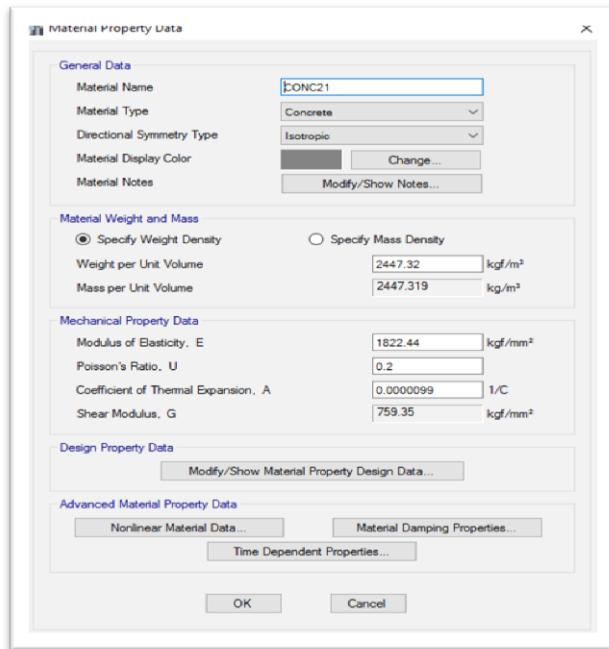 Material Property Data
General Data
Material Name CONC21
Material Type Concrete
Directional Symmetry Type Isotropic
Material Display Color Change...
Material Notes Modify/Show Notes...
Material Weight and Mass
Specify Weight Density Specify Mass Density
Weight per Unit Volume 2447.32 kgf/m³
Mass per Unit Volume 2447.319 kg/m³
Mechanical Property Data
Modulus of Elasticity, E 1822.44 kgf/mm²
Poisson's Ratio, U 0.2
Coefficient of Thermal Expansion, A 0.0000099 1/C
Shear Modulus, G 759.35 kgf/mm²
Design Property Data
Modify/Show Material Property Design Data...
Advanced Material Property Data
Nonlinear Material Data... Material Damping Properties...
Time Dependent Properties...
OK Cancel